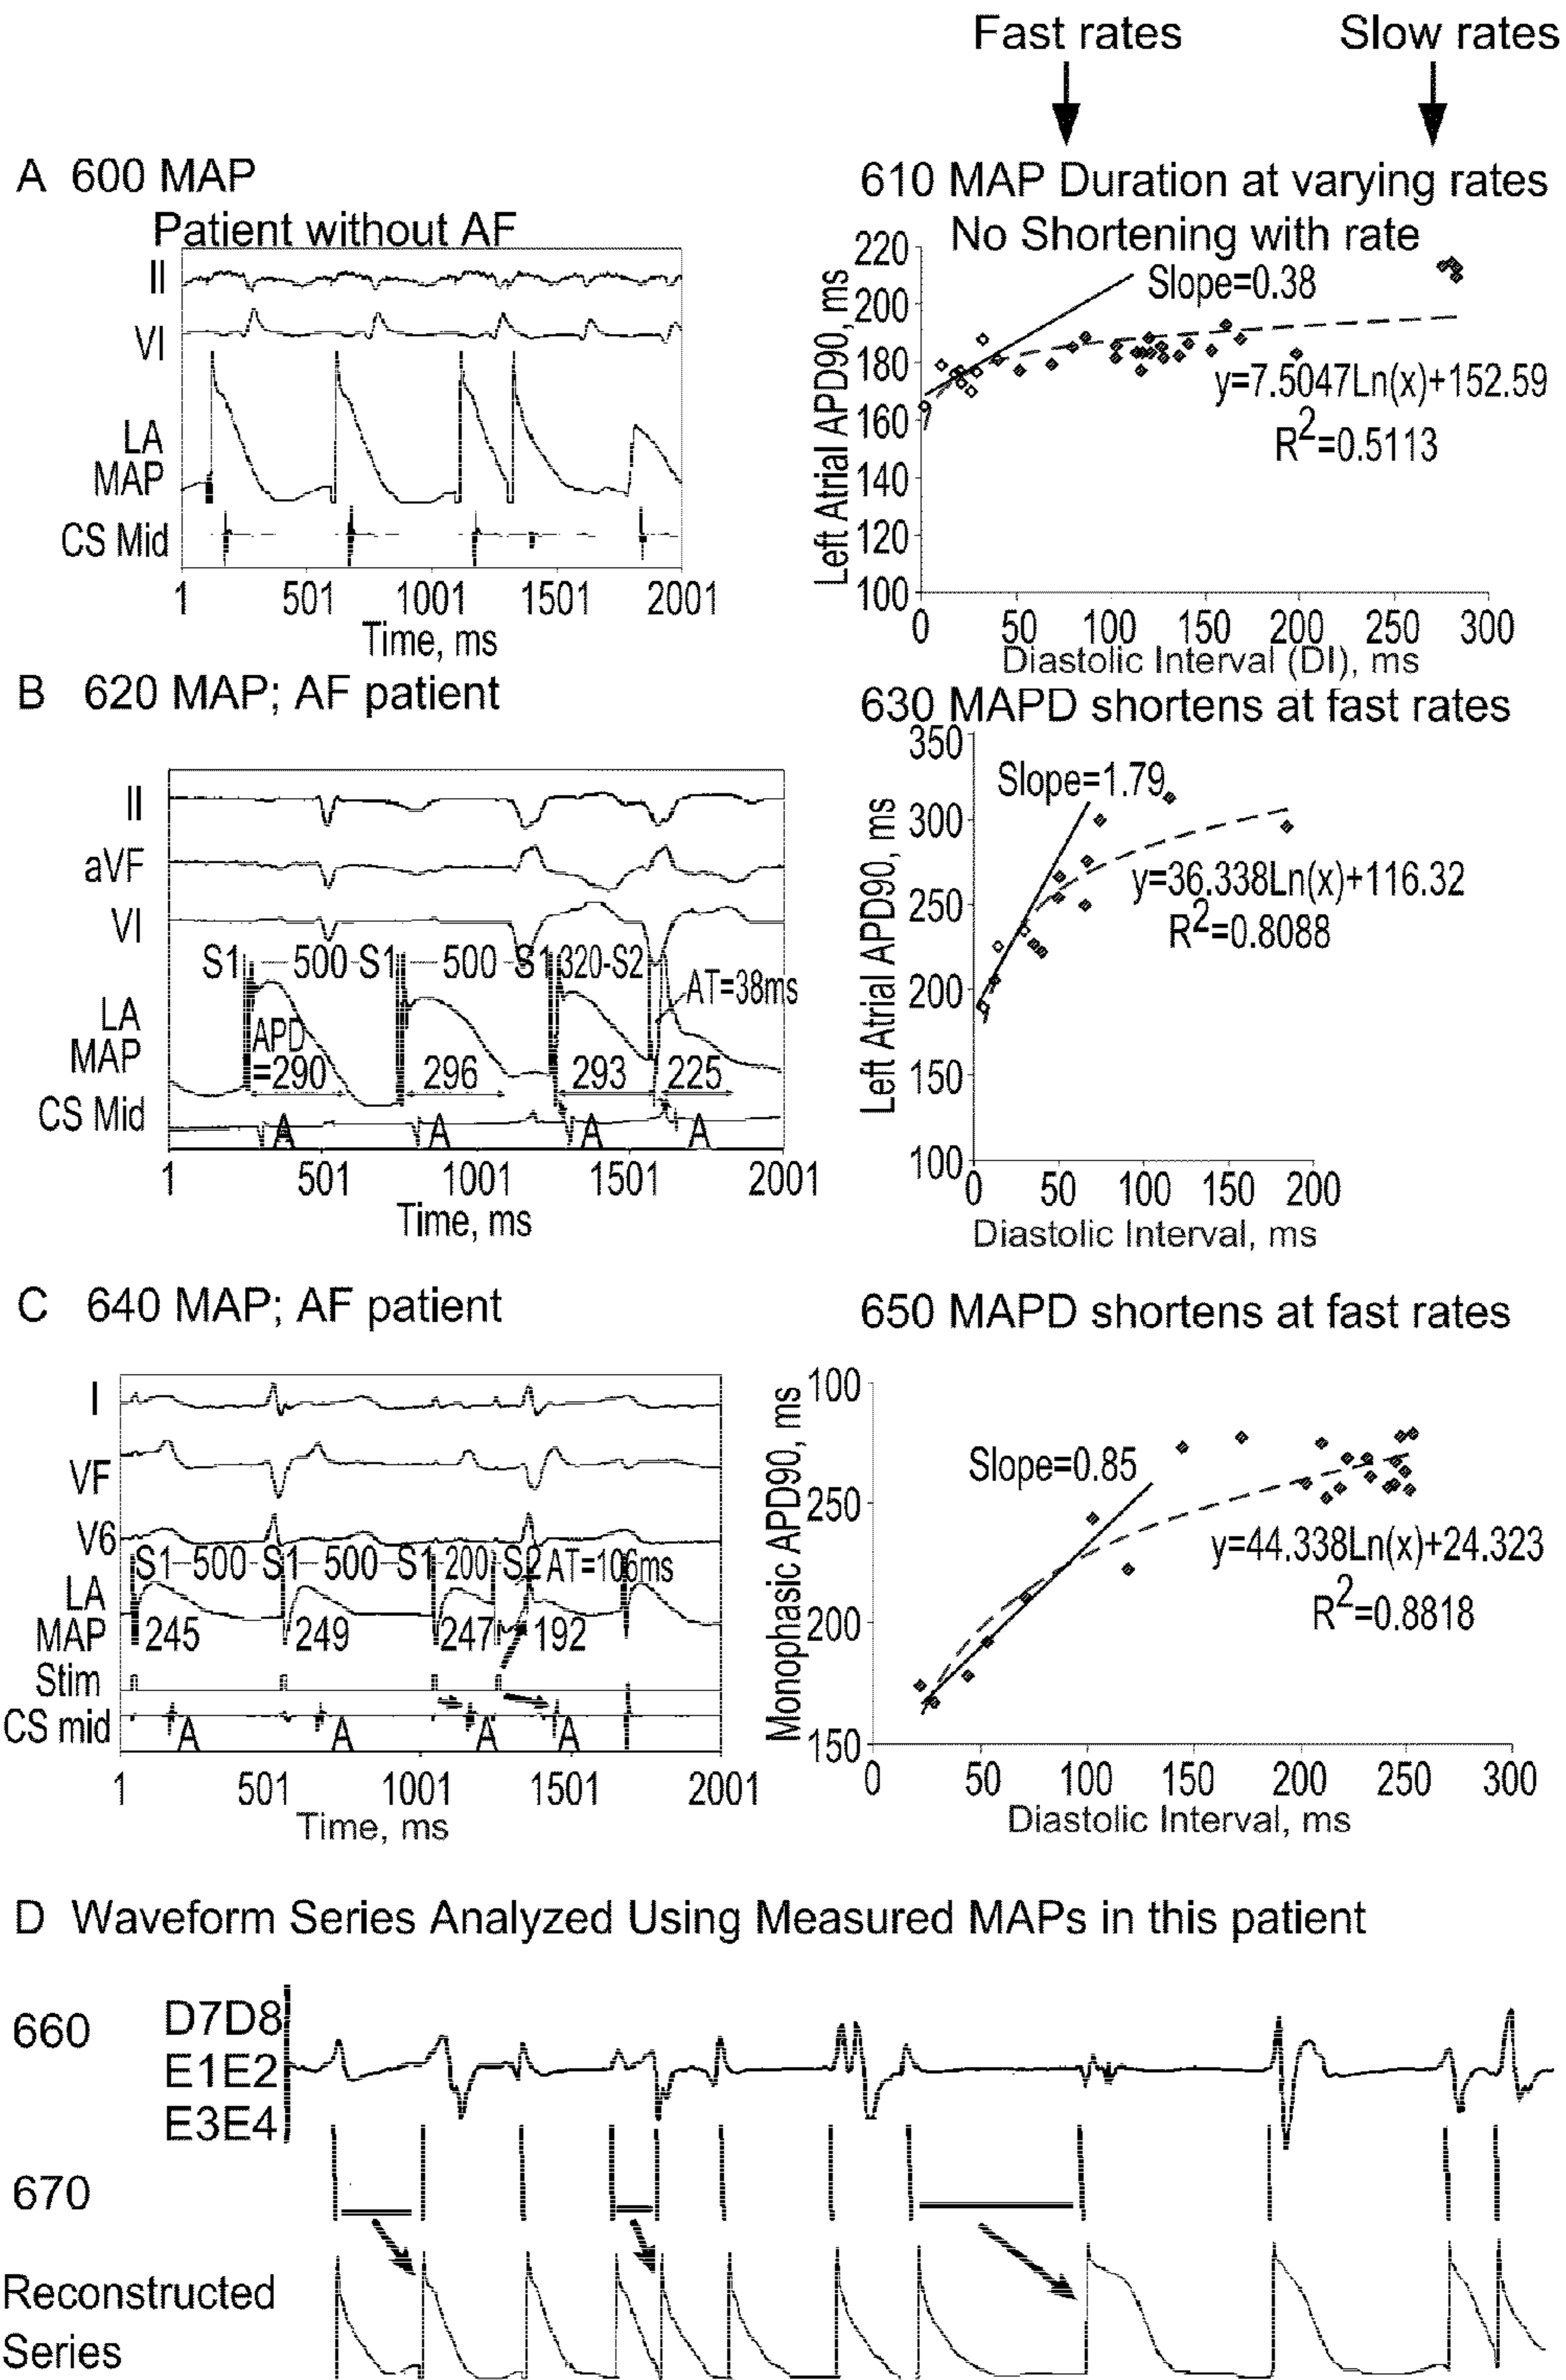 Fast rates
Slow rates
A 600 MAP
Patient without AF
II
VI
LA
MAP
CS Mid
1 501 1001 1501 2001
Time, ms
610 MAP Duration at varying rates
No Shortening with rate
Slope=0.38
y=7.5047Ln(x)+152.59
R2=0.5113
Left Atrial APD90, ms
220
200
180
160
140
120
100
0 50 100 150 200 250 300
Diastolic Interval (DI), ms
B 620 MAP; AF patient
II
aVF
VI
S1 500 S1 500 S1 320-S2
AT=38ms
LA
MAP
APD
=290 296 293 225
CS Mid
A A A A
1 501 1001 1501 2001
Time, ms
630 MAPD shortens at fast rates
Slope=1.79
y=36.338Ln(x)+116.32
R2=0.8088
Left Atrial APD90, ms
350
300
250
200
150
100
0 50 100 150 200
Diastolic Interval, ms
C 640 MAP; AF patient
I
VF
V6
S1-500-S1-500-S1-200-S2 AT=106ms
LA
MAP
245 249 247 192
Stim
CS mid
A A A A
1 501 1001 1501 2001
Time, ms
650 MAPD shortens at fast rates
Slope=0.85
y=44.338Ln(x)+24.323
R2=0.8818
Monophasic APD90, ms
100
250
200
150
0 50 100 150 200 250 300
Diastolic Interval, ms
D Waveform Series Analyzed Using Measured MAPs in this patient
660
D7D8
E1E2
E3E4
670
Reconstructed
Series